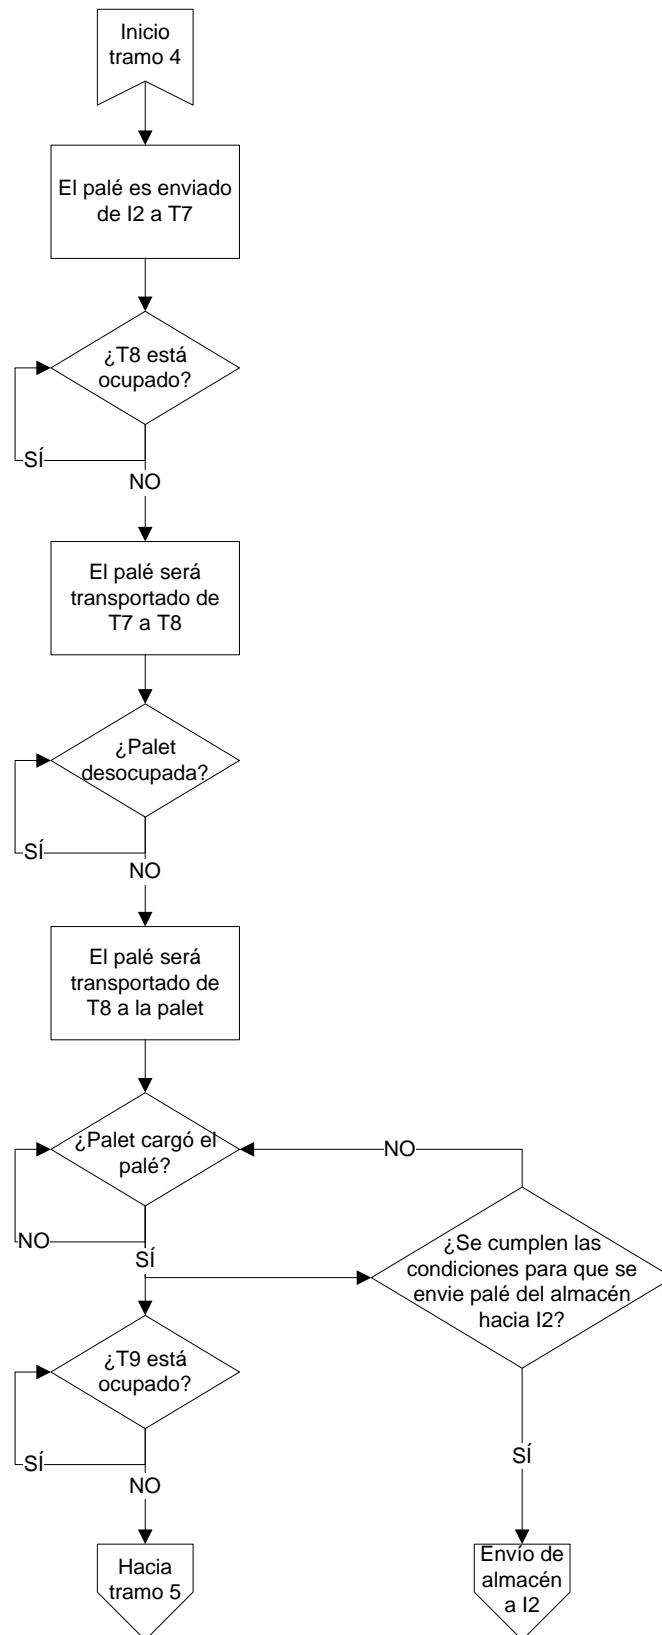 Inicio
tramo 4
El palé es enviado
de I2 a T7
¿T8 está
ocupado?
SÍ
NO
El palé será
transportado de
T7 a T8
¿Palet
desocupada?
SÍ
NO
El palé será
transportado de
T8 a la palet
¿Palet cargó el
palé?
NO
NO
SÍ
¿Se cumplen las
condiciones para que se
envie palé del almacén
hacia I2?
¿T9 está
ocupado?
SÍ
NO
SÍ
Hacia
tramo 5
Envío de
almacén
a I2